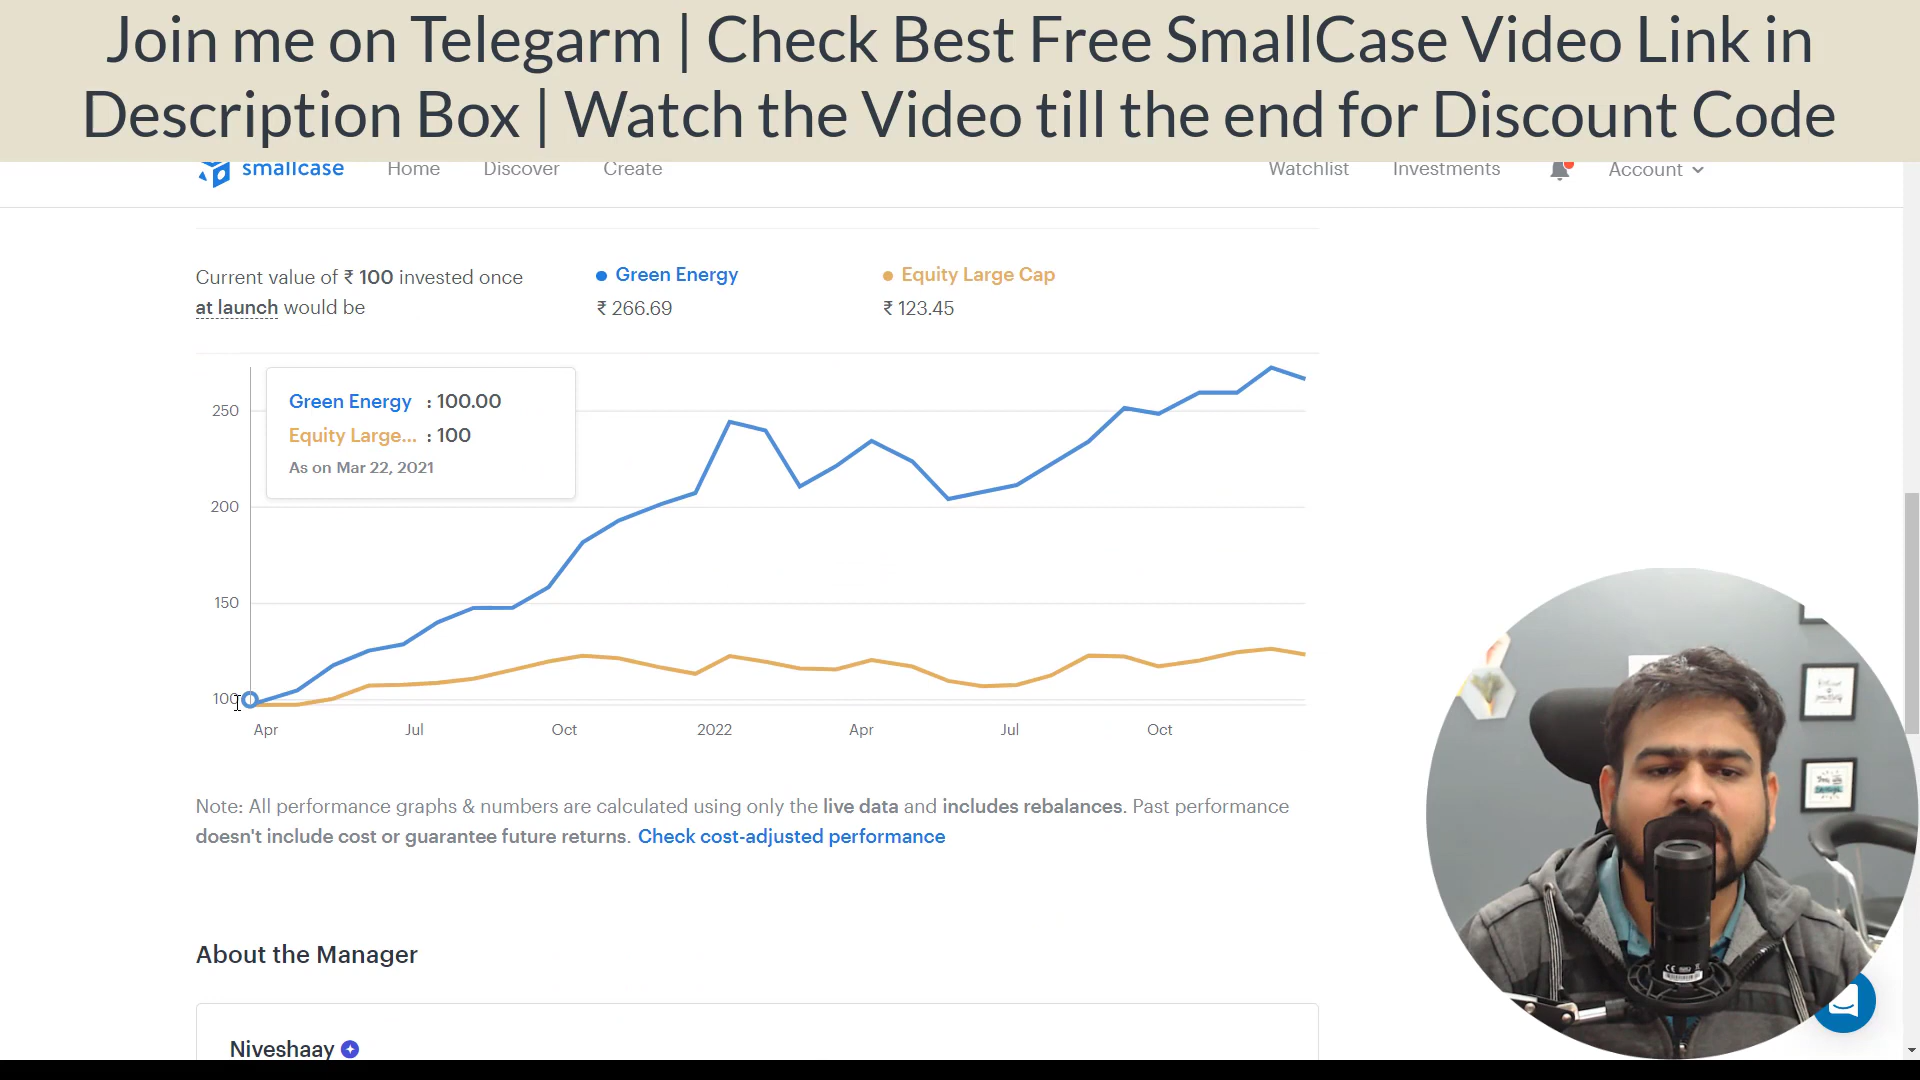 Join me on Telegarm | Check Best Free SmallCase Video Link in
Description Box | Watch the Video till the end for Discount Code
smallcase Home Discover Create Watchlist Investments Account
Current value of ₹ 100 invested once
at launch would be
Green Energy
₹ 266.69
Equity Large Cap
₹ 123.45
Green Energy : 100.00
Equity Large... : 100
As on Mar 22, 2021
250
200
150
100
Apr Jul Oct 2022 Apr Jul Oct
Note: All performance graphs & numbers are calculated using only the live data and includes rebalances. Past performance
doesn't include cost or guarantee future returns. Check cost-adjusted performance
About the Manager
Niveshaay